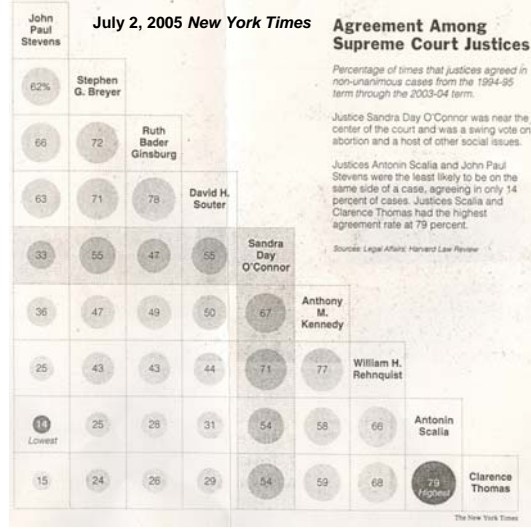 July 2, 2005 New York Times
Agreement Among
Supreme Court Justices
Percentage of times that justices agreed in
non-unanimous cases from the 1994-95
term through the 2003-04 term.
Justice Sandra Day O'Connor was near the
center of the court and was a swing vote on
abortion and a host of other social issues.
Justices Antonin Scalia and John Paul
Stevens were the least likely to be on the
same side of a case, agreeing in only 14
percent of cases. Justices Scalia and
Clarence Thomas had the highest
agreement rate at 79 percent.
Sources: Legal Affairs; Harvard Law Review
John
Paul
Stevens
62% Stephen
G. Breyer
66 72 Ruth
Bader
Ginsburg
63 71 78 David H.
Souter
33 55 47 55 Sandra
Day
O'Connor
36 47 49 50 67 Anthony
M.
Kennedy
25 43 43 44 71 77 William H.
Rehnquist
14 25 28 31 54 58 66 Antonin
Scalia
Lowest
15 24 26 29 54 59 68 79 Clarence
Thomas
Highest
The New York Times